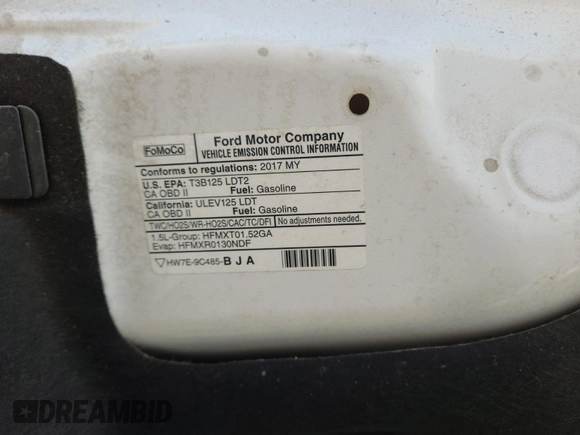 FoMoCo
Ford Motor Company
VEHICLE EMISSION CONTROL INFORMATION
Conforms to regulations: 2017 MY
U.S. EPA: T3B125 LDT2
CA OBD II Fuel: Gasoline
California: ULEV125 LDT
CA OBD II Fuel: Gasoline
TWC/HO2S/WR-HO2S/CAC/TC/DFI No adjustments needed.
1.5L-Group: HFMXT01.52GA
Evap: HFMXR0130NDF
HW7E-9C485-B J A
DREAMBID